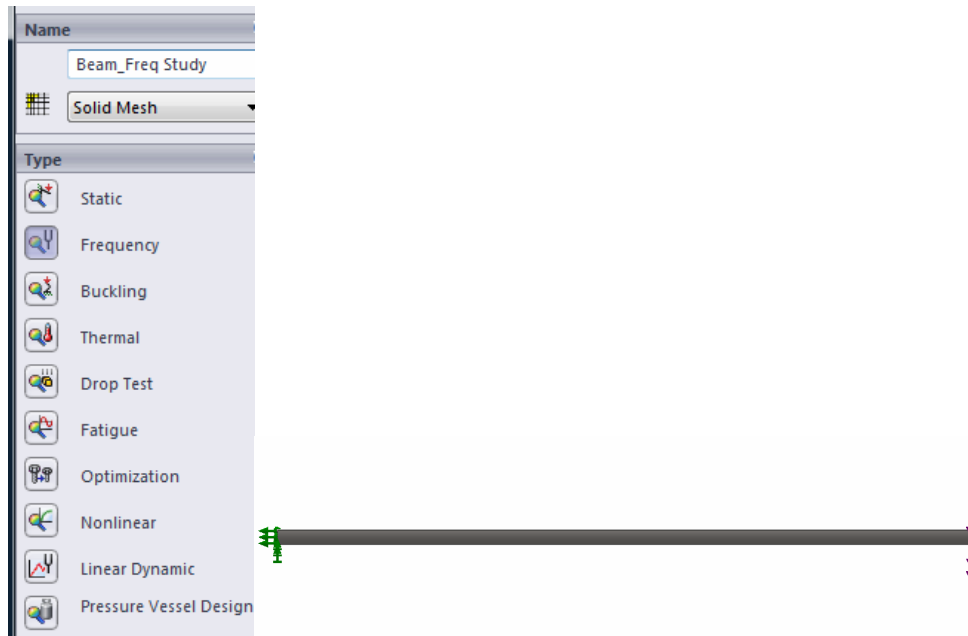 Name
Beam_Freq Study
Solid Mesh
Type
Static
Frequency
Buckling
Thermal
Drop Test
Fatigue
Optimization
Nonlinear
Linear Dynamic
Pressure Vessel Design